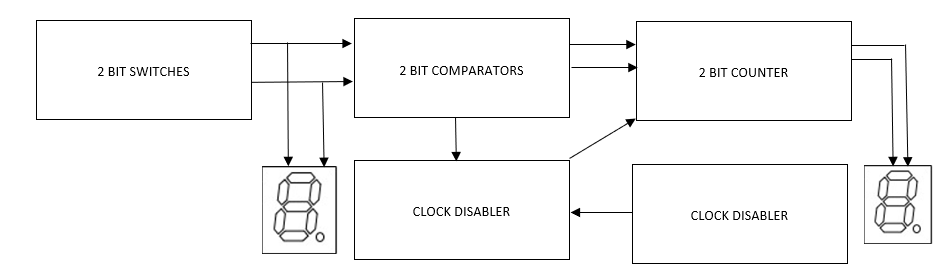 2 BIT SWITCHES
2 BIT COMPARATORS
2 BIT COUNTER
CLOCK DISABLER
CLOCK DISABLER